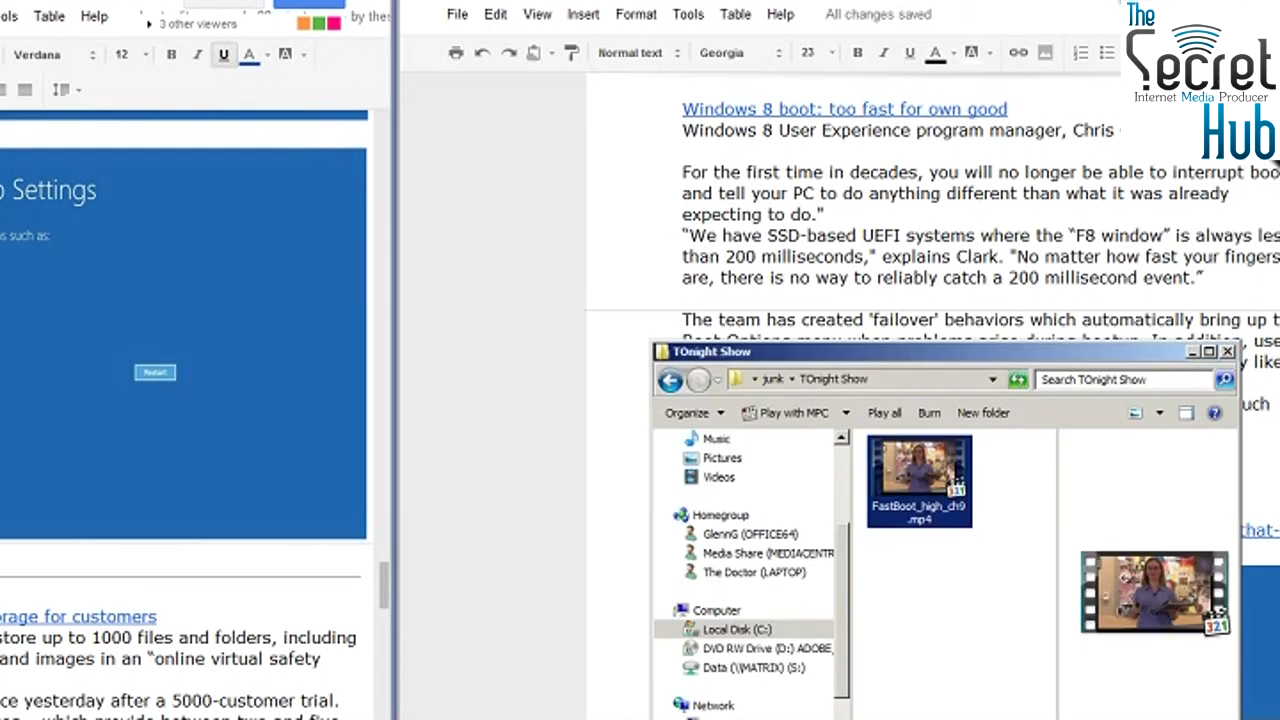 Table
Help
3 other viewers
by thes
Verdana
12
B
I
U
A
A
o Settings
s such as:
Restart
orage for customers
store up to 1000 files and folders, including
and images in an “online virtual safety
ce yesterday after a 5000-customer trial.
File Edit View Insert Format Tools Table Help All changes saved
Normal text
Georgia
23
B
I
U
A
A
The
Secret
Internet Media Producer
Hub
Windows 8 boot: too fast for own good
Windows 8 User Experience program manager, Chris
For the first time in decades, you will no longer be able to interrupt boo
and tell your PC to do anything different than what it was already
expecting to do."
“We have SSD-based UEFI systems where the “F8 window” is always les
than 200 milliseconds," explains Clark. "No matter how fast your fingers
are, there is no way to reliably catch a 200 millisecond event.”
The team has created 'failover' behaviors which automatically bring up t
, use
y like
uch
that-
TOnight Show
junk TOnight Show
Search TOnight Show
Organize
Play with MPC
Play all
Burn
New folder
Music
Pictures
Videos
Homegroup
GlennG (OFFICE64)
Media Share (MEDIACENTR
The Doctor (LAPTOP)
Computer
Local Disk (C:)
DVD RW Drive (D:) ADOBE_
Data (\\MATRIX) (S:)
Network
FastBoot_high_ch9
.mp4
321
321